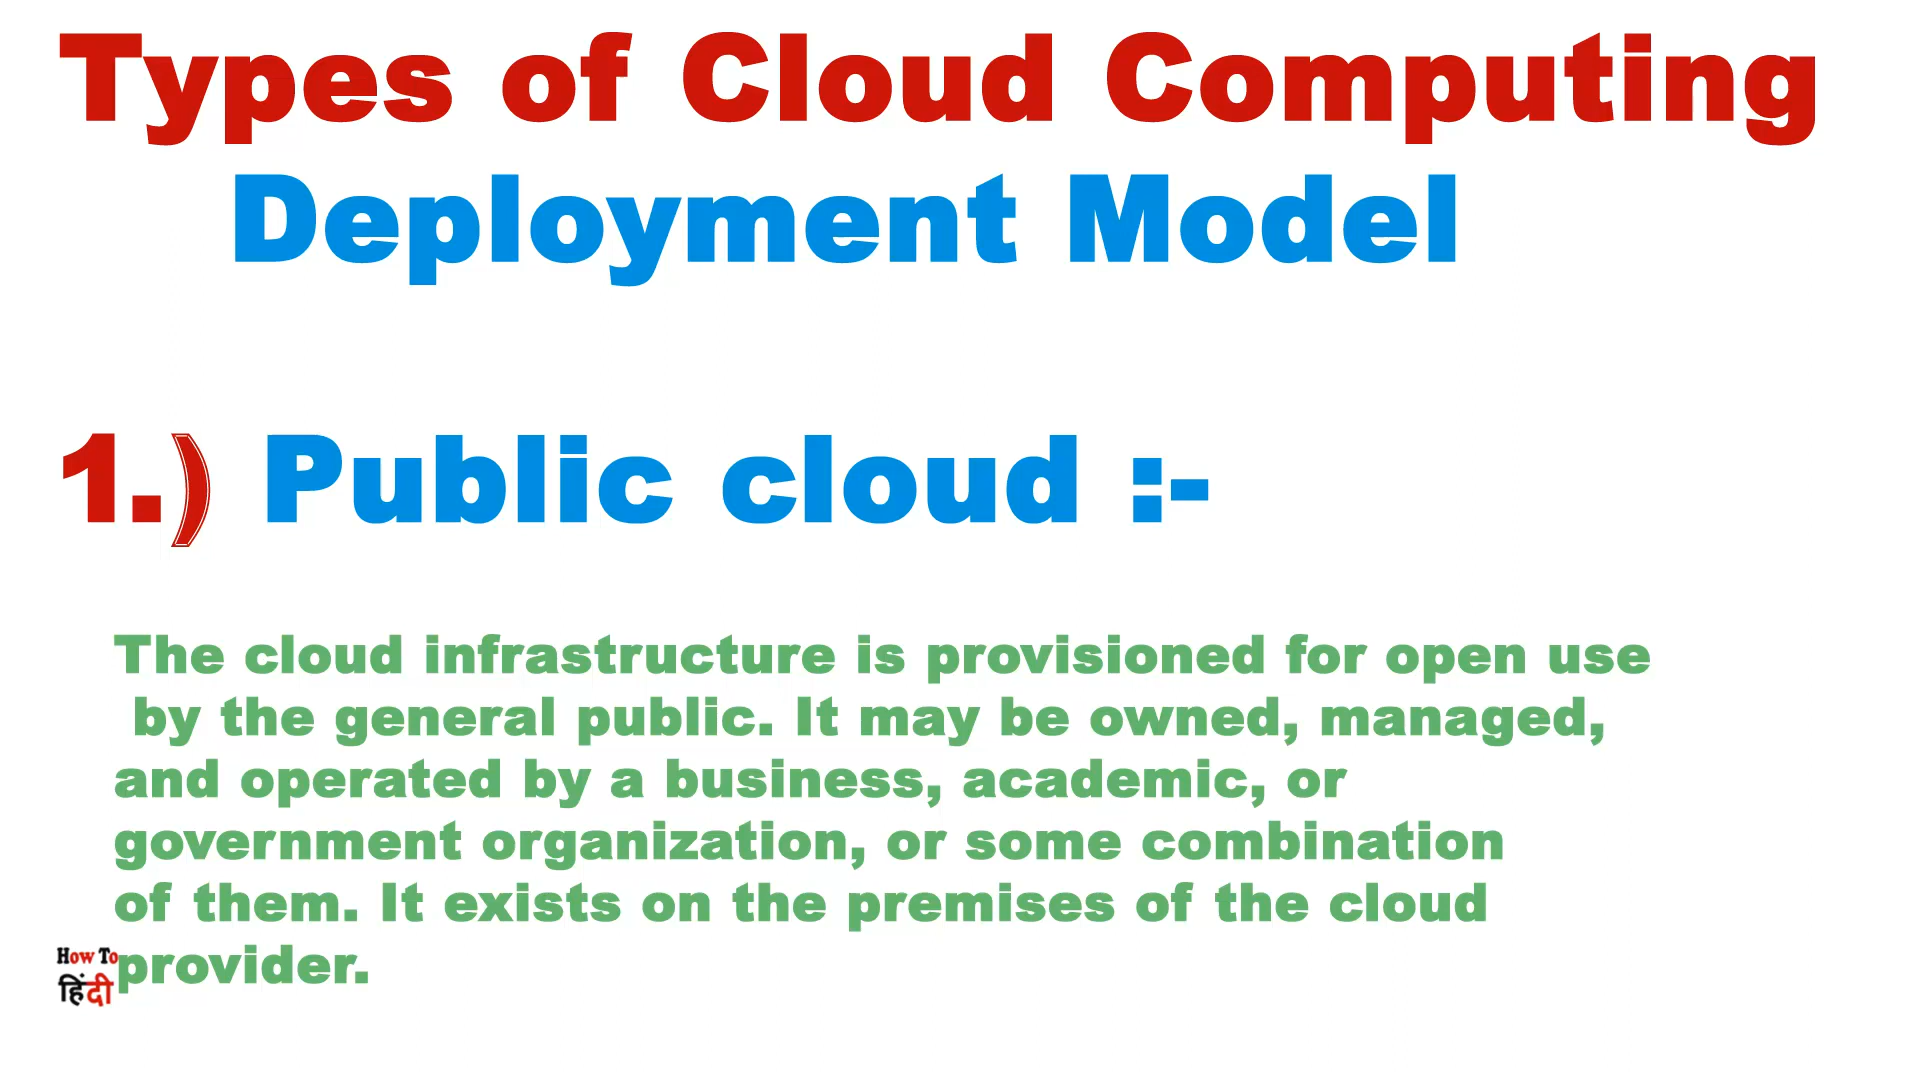 Types of Cloud Computing
Deployment Model
1.) Public cloud :-
The cloud infrastructure is provisioned for open use
by the general public. It may be owned, managed,
and operated by a business, academic, or
government organization, or some combination
of them. It exists on the premises of the cloud
provider.
How To
हिंदी